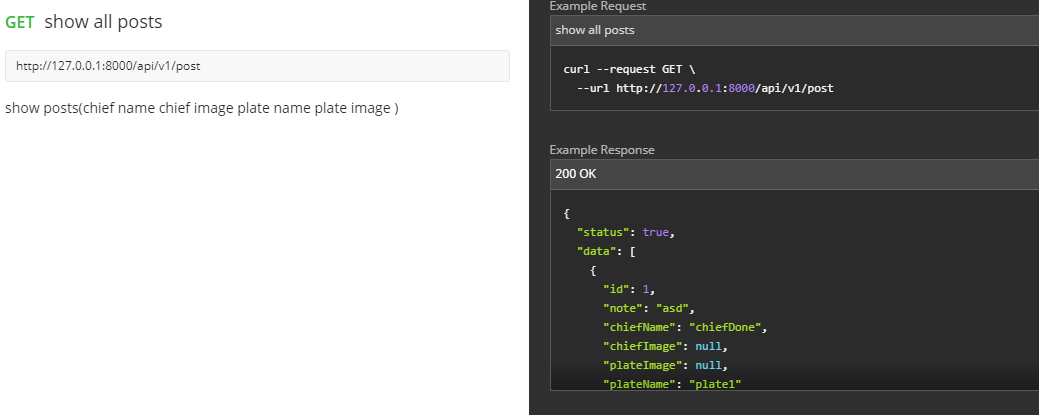 GET show all posts
http://127.0.0.1:8000/api/v1/post
show posts(chief name chief image plate name plate image )
Example Request
show all posts
curl --request GET \
--url http://127.0.0.1:8000/api/v1/post
Example Response
200 OK
{
"status": true,
"data": [
{
"id": 1,
"note": "asd",
"chiefName": "chiefDone",
"chiefImage": null,
"plateImage": null,
"plateName": "plate1"